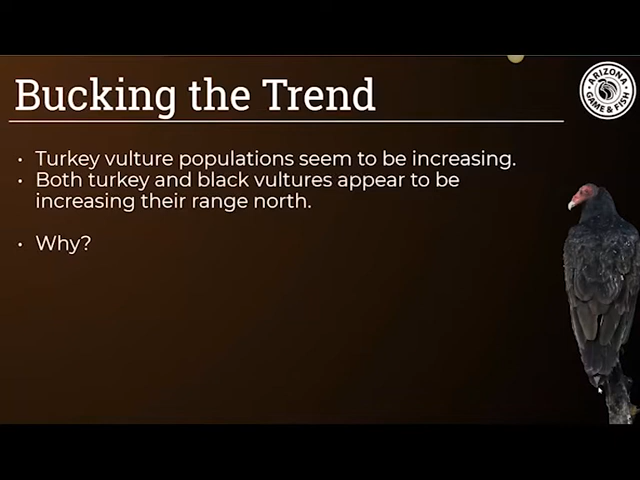 Bucking the Trend
ARIZONA
GAME & FISH
• Turkey vulture populations seem to be increasing.
• Both turkey and black vultures appear to be
increasing their range north.
• Why?